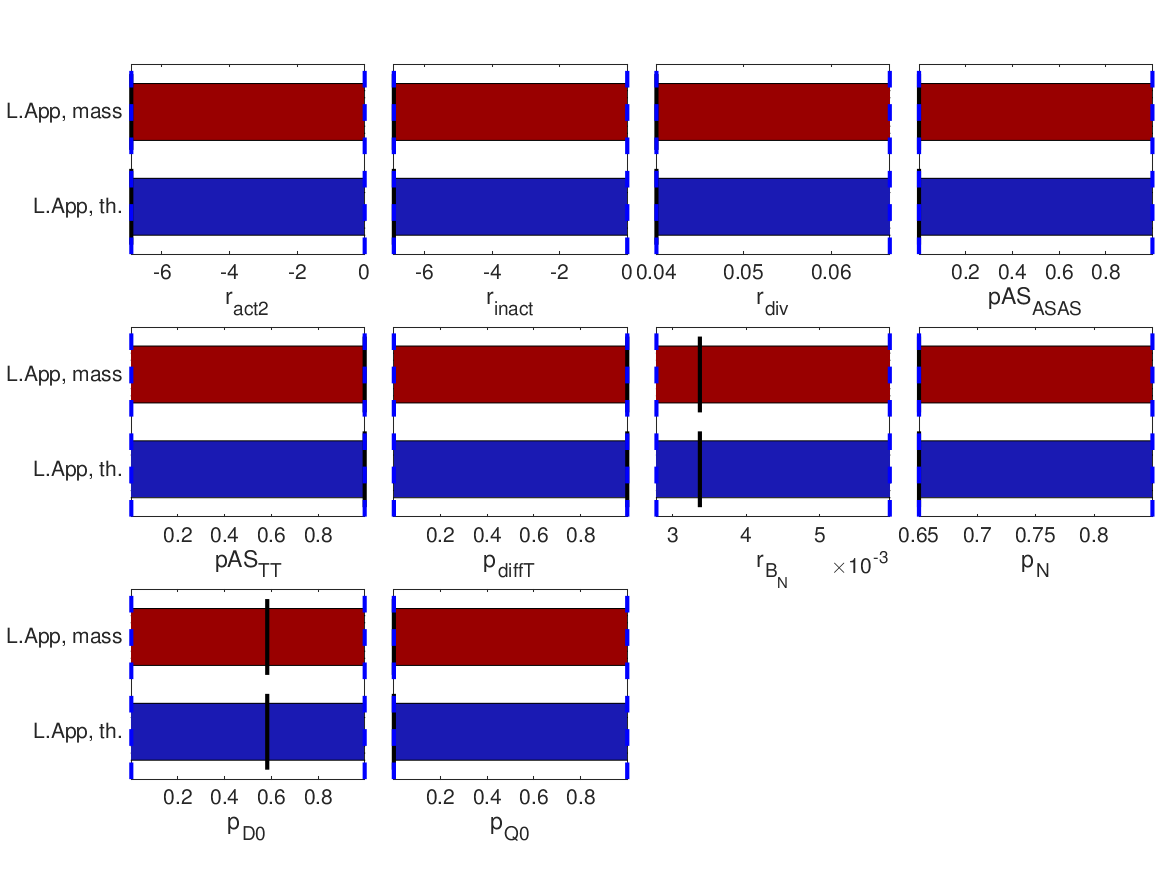 L.App, mass
L.App, th.
-6 -4 -2 0
r_act2
-6 -4 -2 0
r_inact
0.04 0.05 0.06
r_div
0.2 0.4 0.6 0.8
pAS_ASAS
L.App, mass
L.App, th.
0.2 0.4 0.6 0.8
pAS_TT
0.2 0.4 0.6 0.8
p_diffT
3 4 5
×10^-3
r_B_N
0.65 0.7 0.75 0.8
p_N
L.App, mass
L.App, th.
0.2 0.4 0.6 0.8
p_D0
0.2 0.4 0.6 0.8
p_Q0